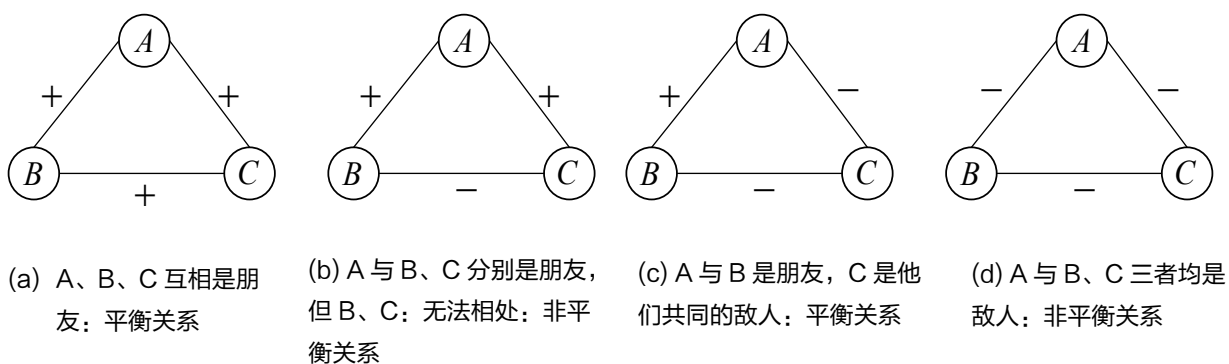 A
A
A
A
+
+
+
+
+
−
−
−
B
C
B
C
B
C
B
C
+
−
−
−
(a) A、B、C 互相是朋
友：平衡关系
(b) A 与 B、C 分别是朋友，
但 B、C：无法相处：非平
衡关系
(c) A 与 B 是朋友，C 是他
们共同的敌人：平衡关系
(d) A 与 B、C 三者均是
敌人：非平衡关系